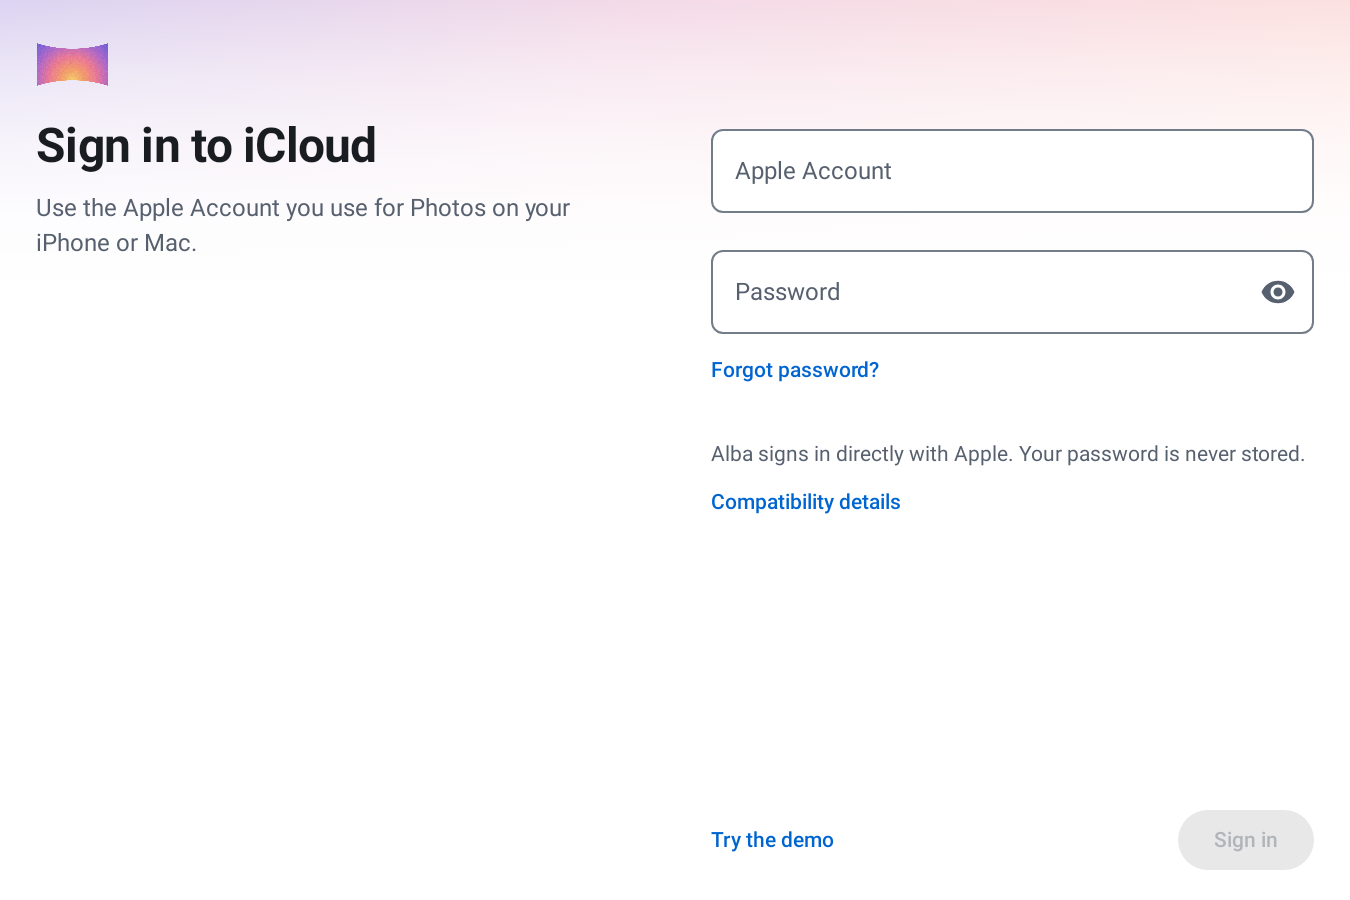 Sign in to iCloud
Use the Apple Account you use for Photos on your
iPhone or Mac.
Apple Account
Password
Forgot password?
Alba signs in directly with Apple. Your password is never stored.
Compatibility details
Try the demo
Sign in